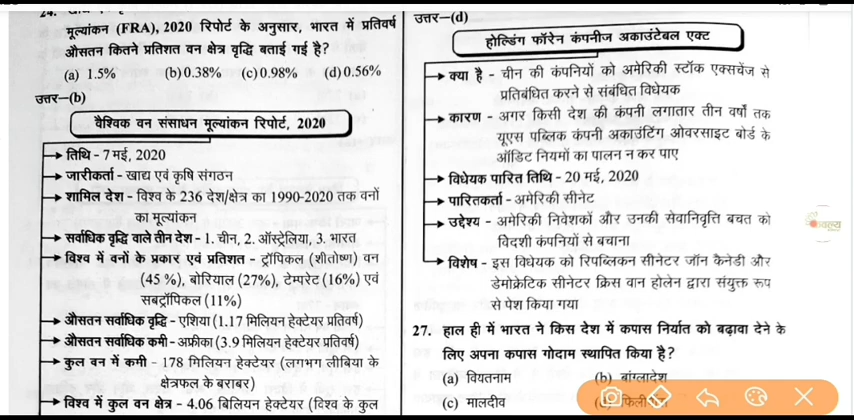 मूल्यांकन (FRA), 2020 रिपोर्ट के अनुसार, भारत में प्रतिवर्ष
औसतन कितने प्रतिशत वन क्षेत्र वृद्धि बताई गई है?
(a) 1.5% (b) 0.38% (c) 0.98% (d) 0.56%
उत्तर–(b)
वैश्विक वन संसाधन मूल्यांकन रिपोर्ट, 2020
तिथि - 7 मई, 2020
जारीकर्ता - खाद्य एवं कृषि संगठन
शामिल देश - विश्व के 236 देश/क्षेत्र का 1990-2020 तक वनों
का मूल्यांकन
सर्वाधिक वृद्धि वाले तीन देश - 1. चीन, 2. ऑस्ट्रेलिया, 3. भारत
विश्व में वनों के प्रकार एवं प्रतिशत - ट्रॉपिकल (शीतोष्ण) वन
(45 %), बोरियाल (27%), टेमपरेट (16%) एवं
सबट्रॉपिकल (11%)
औसतन सर्वाधिक वृद्धि - एशिया (1.17 मिलियन हेक्टेयर प्रतिवर्ष)
औसतन सर्वाधिक कमी - अफ्रीका (3.9 मिलियन हेक्टेयर प्रतिवर्ष)
कुल वन में कमी - 178 मिलियन हेक्टेयर (लगभग लीबिया के
क्षेत्रफल के बराबर)
विश्व में कुल वन क्षेत्र - 4.06 बिलियन हेक्टेयर (विश्व के कुल
उत्तर–(d)
होल्डिंग फॉरेन कंपनीज अकाउंटेबल एक्ट
क्या है - चीन की कंपनियों को अमेरिकी स्टॉक एक्सचेंज से
प्रतिबंधित करने से संबंधित विधेयक
कारण - अगर किसी देश की कंपनी लगातार तीन वर्षों तक
यूएस पब्लिक कंपनी अकाउंटिंग ओवरसाइट बोर्ड के
ऑडिट नियमों का पालन न कर पाए
विधेयक पारित तिथि - 20 मई, 2020
पारितकर्ता - अमेरिकी सीनेट
उद्देश्य - अमेरिकी निवेशकों और उनकी सेवानिवृत्ति बचत को
विदशी कंपनियों से बचाना
विशेष - इस विधेयक को रिपब्लिकन सीनेटर जॉन कैनेडी और
डेमोक्रेटिक सीनेटर क्रिस वान होलेन द्वारा संयुक्त रूप
से पेश किया गया
27. हाल ही में भारत ने किस देश में कपास निर्यात को बढ़ावा देने के
लिए अपना कपास गोदाम स्थापित किया है?
(a) वियतनाम (b) बांग्लादेश
(c) मालदीव